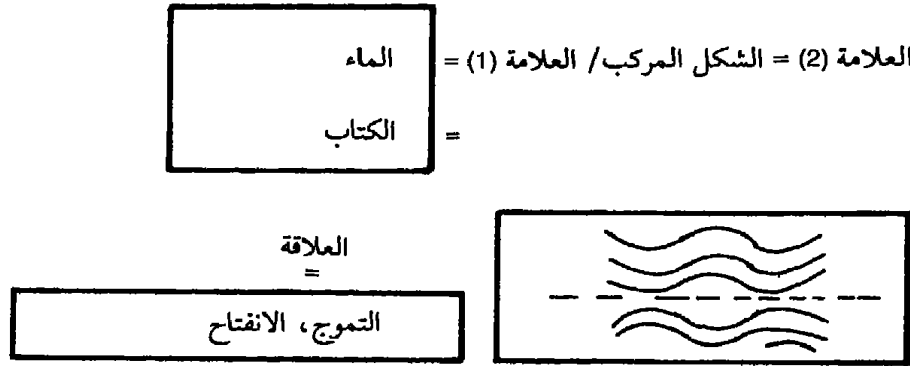 العلامة (2) = الشكل المركب/ العلامة (1) = الماء
= الكتاب
العلاقة
=
التموج، الانفتاح